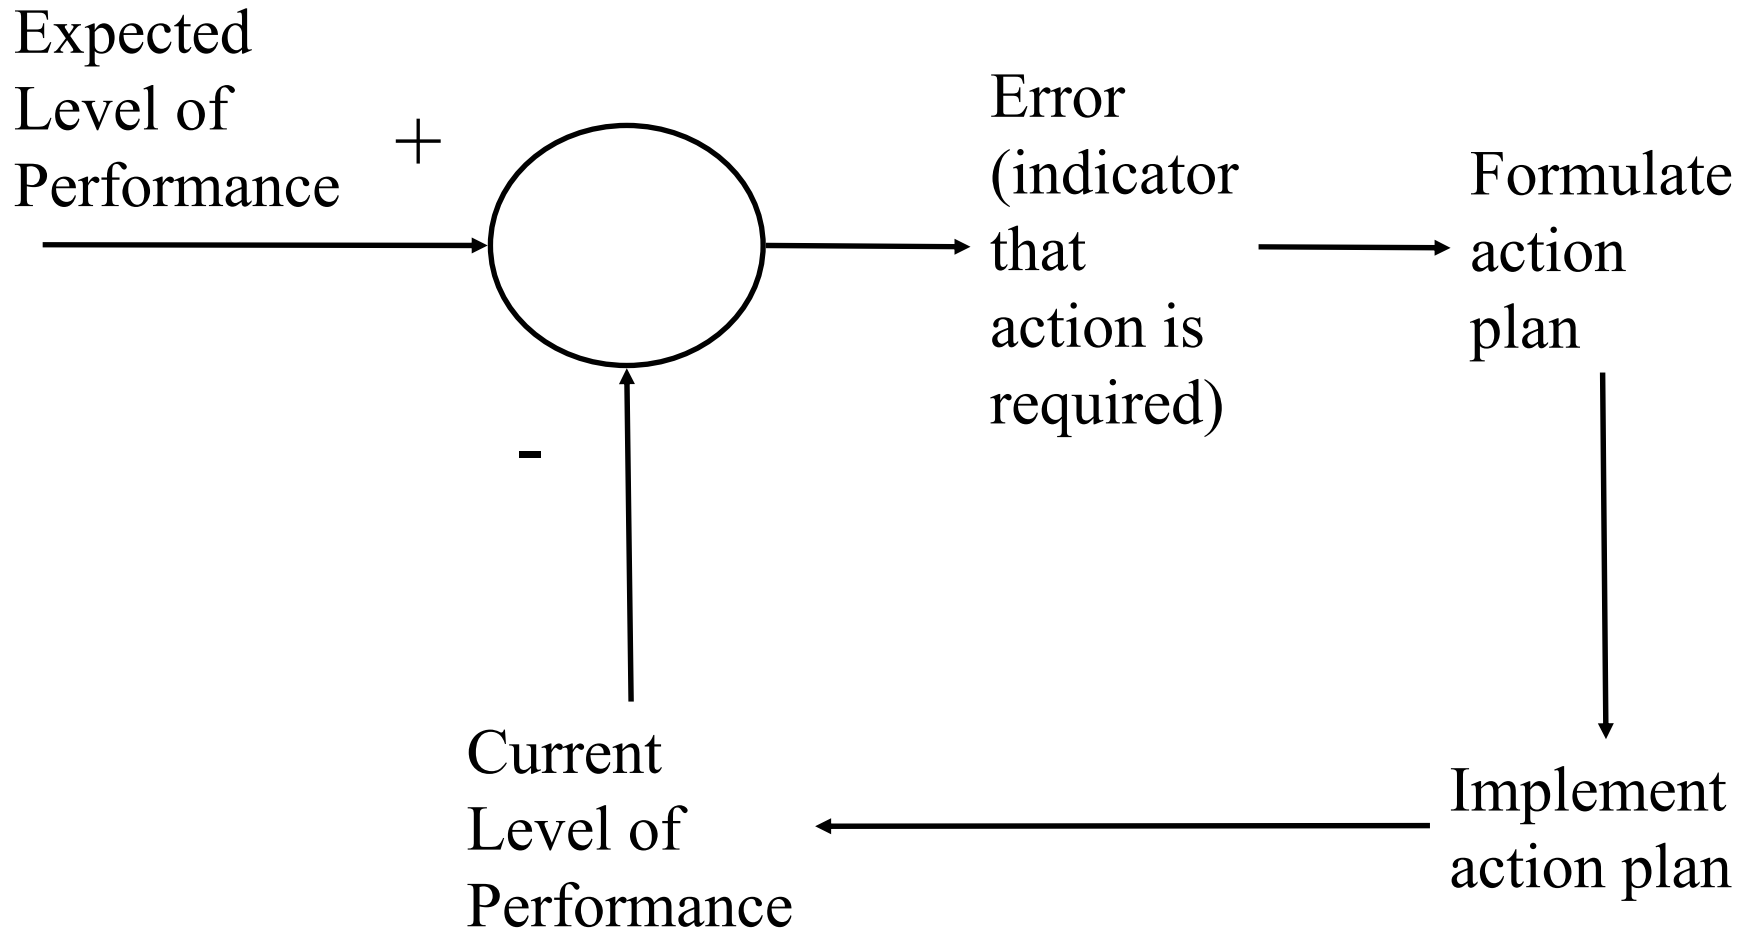 Expected
Level of
Performance
+
Error
(indicator
that
action is
required)
Formulate
action
plan
-
Current
Level of
Performance
Implement
action plan